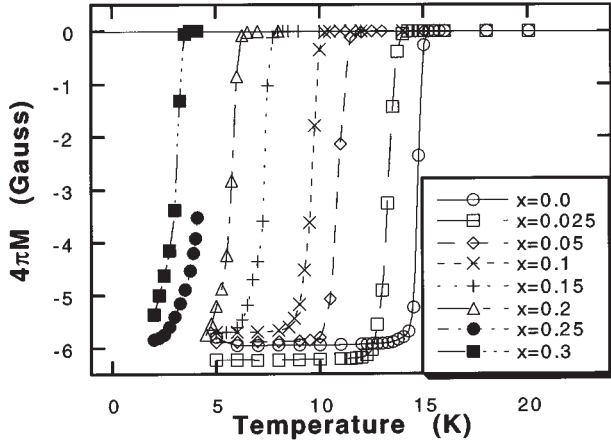 0
-1
-2
-3
-4
-5
-6
4πM (Gauss)
x=0.0
x=0.025
x=0.05
x=0.1
x=0.15
x=0.2
x=0.25
x=0.3
0 5 10 15 20
Temperature (K)